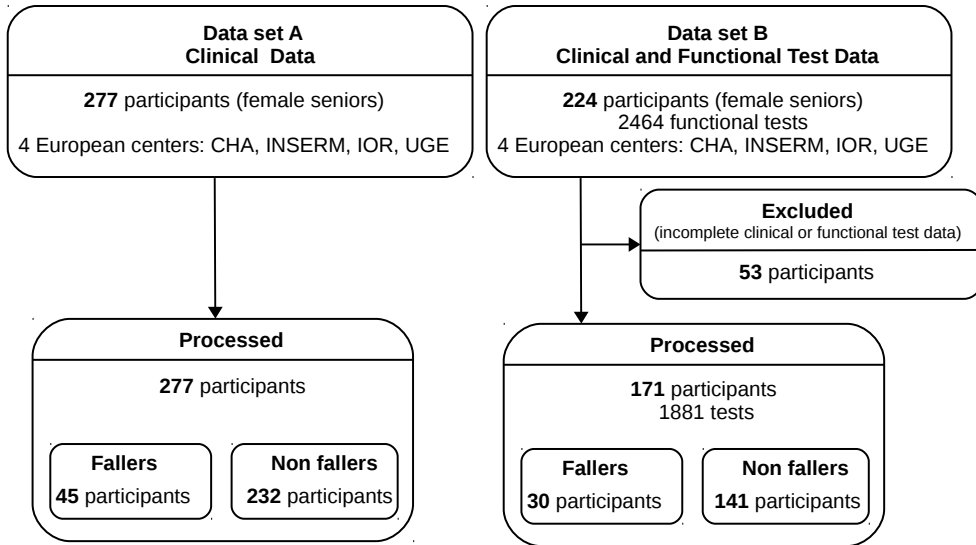 Data set A
Clinical Data
277 participants (female seniors)
4 European centers: CHA, INSERM, IOR, UGE
Data set B
Clinical and Functional Test Data
224 participants (female seniors)
2464 functional tests
4 European centers: CHA, INSERM, IOR, UGE
Excluded
(incomplete clinical or functional test data)
53 participants
Processed
277 participants
Fallers
45 participants
Non fallers
232 participants
Processed
171 participants
1881 tests
Fallers
30 participants
Non fallers
141 participants